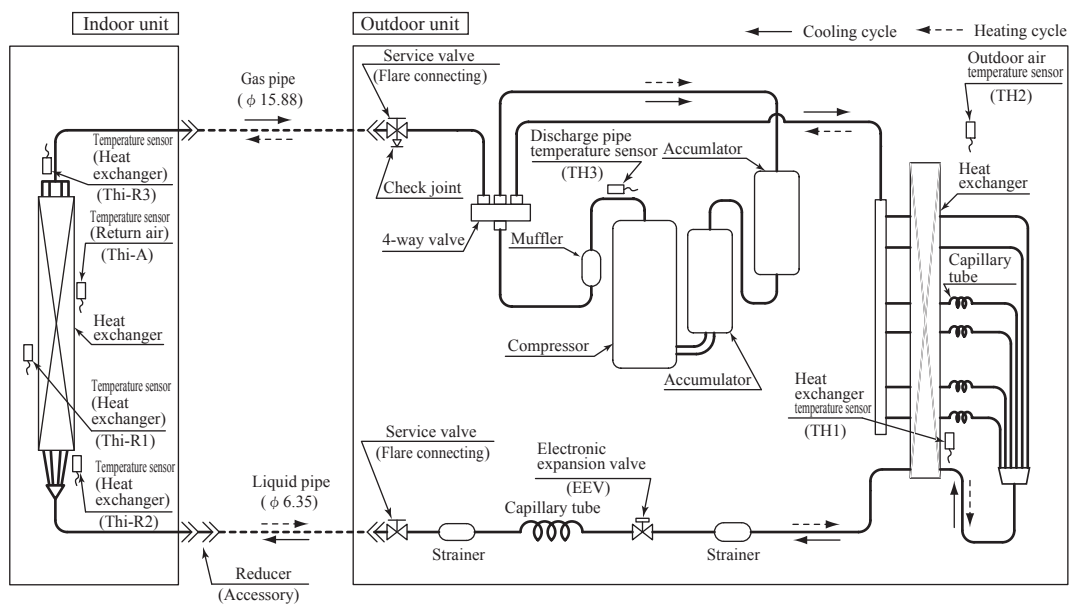 Indoor unit
Outdoor unit
Cooling cycle
Heating cycle
Gas pipe
( ϕ 15.88)
Service valve
(Flare connecting)
Check joint
4-way valve
Muffler
Discharge pipe
temperature sensor
(TH3)
Accumlator
Outdoor air
temperature sensor
(TH2)
Heat
exchanger
Capillary
tube
Temperature sensor
(Heat
exchanger)
(Thi-R3)
Temperature sensor
(Return air)
(Thi-A)
Heat
exchanger
Temperature sensor
(Heat
exchanger)
(Thi-R1)
Temperature sensor
(Heat
exchanger)
(Thi-R2)
Compressor
Accumulator
Heat
exchanger
temperature sensor
(TH1)
Liquid pipe
( ϕ 6.35)
Service valve
(Flare connecting)
Electronic
expansion valve
(EEV)
Capillary tube
Strainer
Strainer
Reducer
(Accessory)